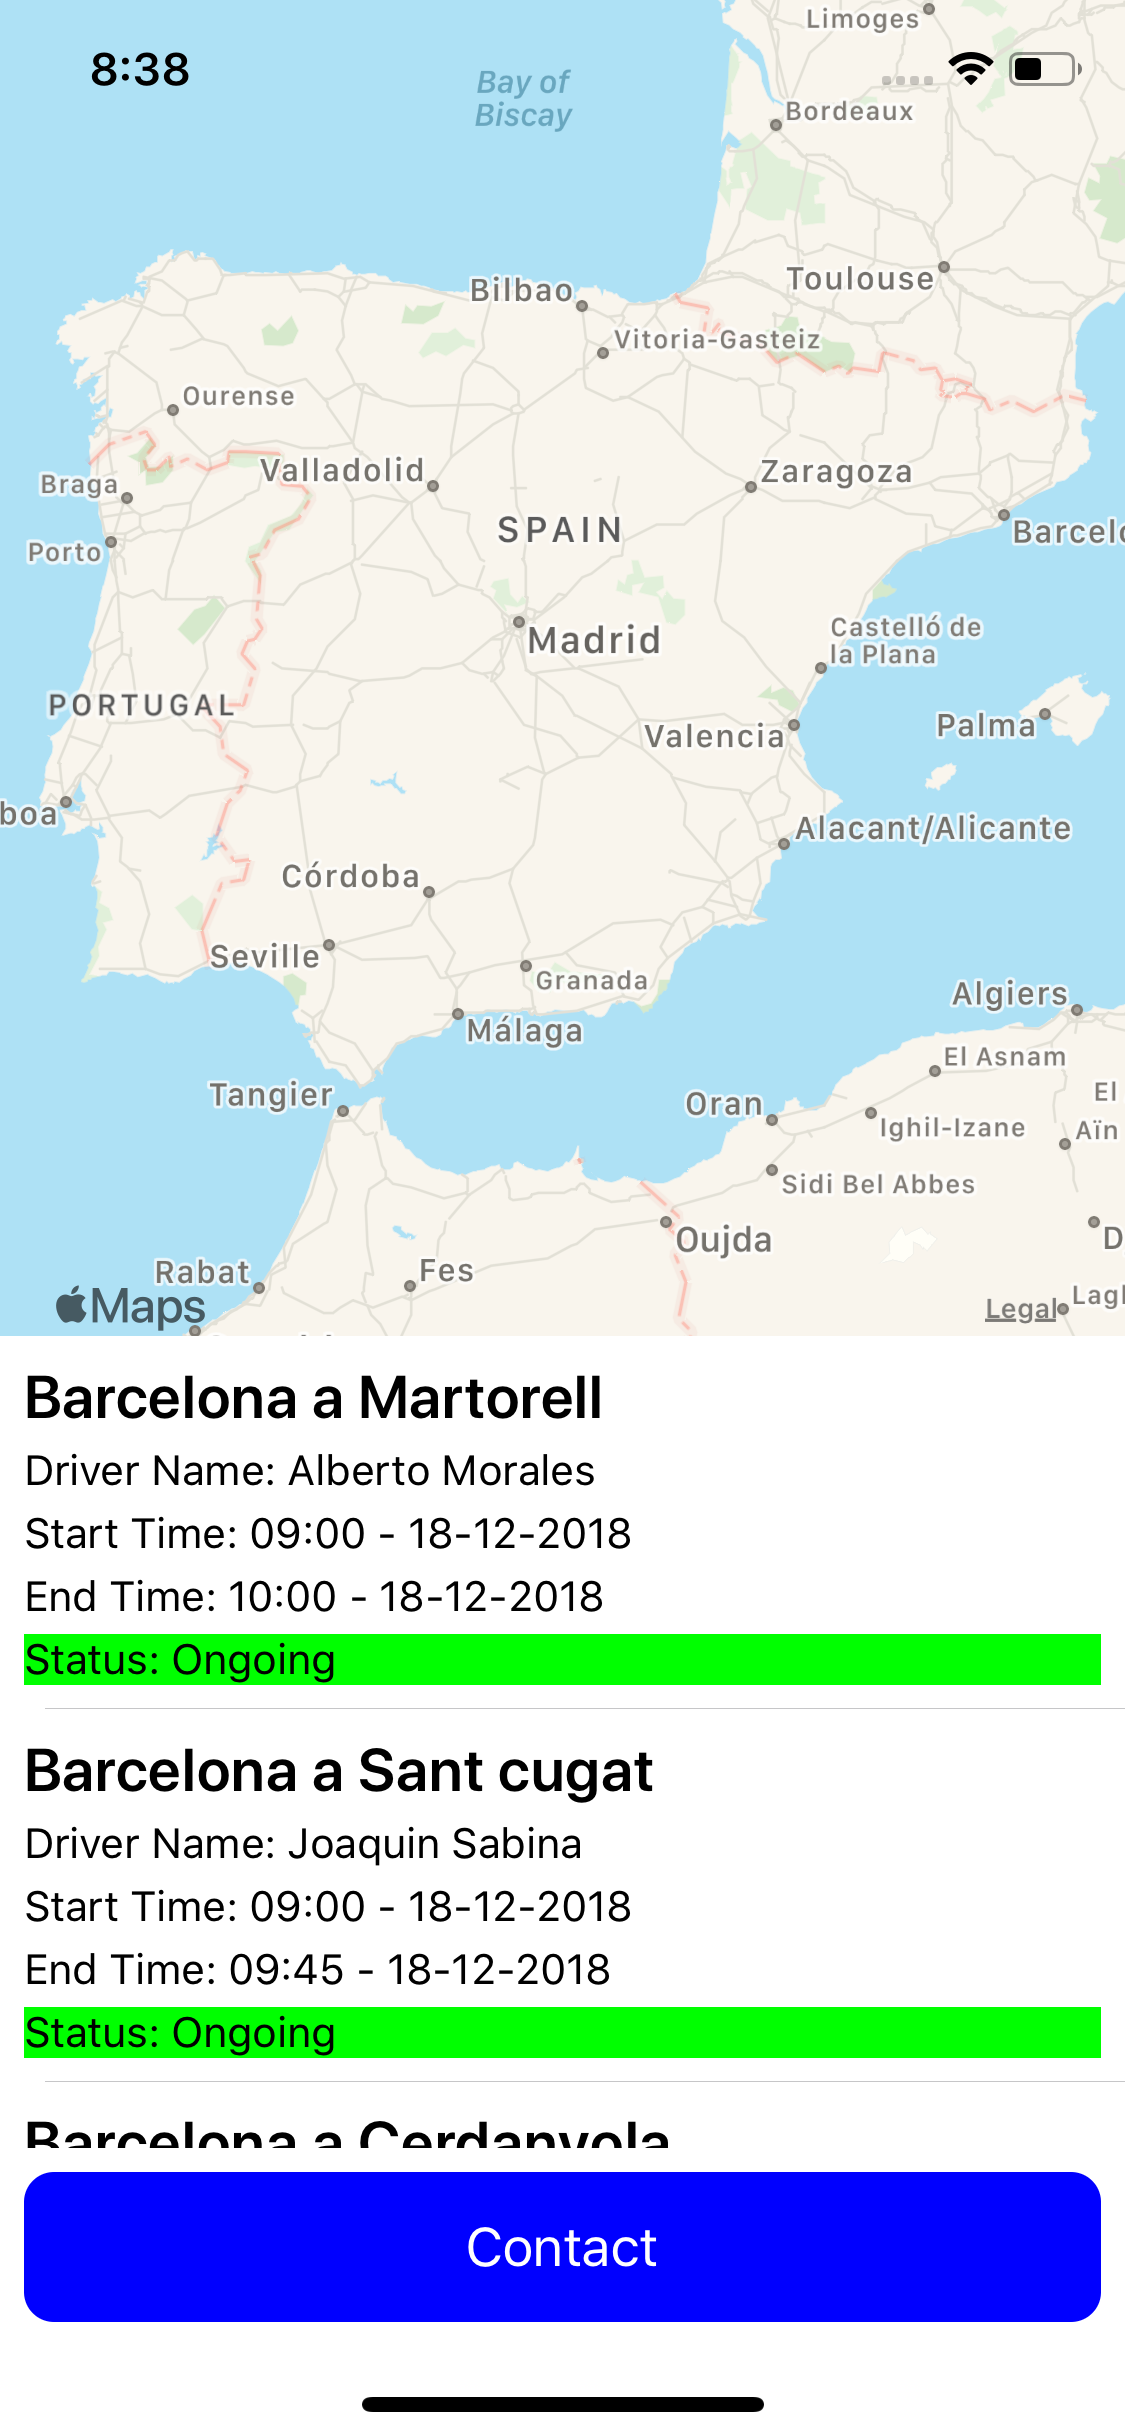 Limoges
8:38
Bay of
Biscay
Bordeaux
Toulouse
Bilbao
Vitoria-Gasteiz
Ourense
Valladolid
Zaragoza
Braga
SPAIN
Barcelo
Porto
Madrid
Castelló de
la Plana
PORTUGAL
Palma
Valencia
boa
Alacant/Alicante
Córdoba
Seville
Granada
Algiers
Málaga
El Asnam
Tangier
El
Oran
Ighil-Izane
Aïn
Sidi Bel Abbes
Oujda
D
Rabat
Fes
Lagh
Maps
Legal
Barcelona a Martorell
Driver Name: Alberto Morales
Start Time: 09:00 - 18-12-2018
End Time: 10:00 - 18-12-2018
Status: Ongoing
Barcelona a Sant cugat
Driver Name: Joaquin Sabina
Start Time: 09:00 - 18-12-2018
End Time: 09:45 - 18-12-2018
Status: Ongoing
Barcelona a Cerdanyola
Contact